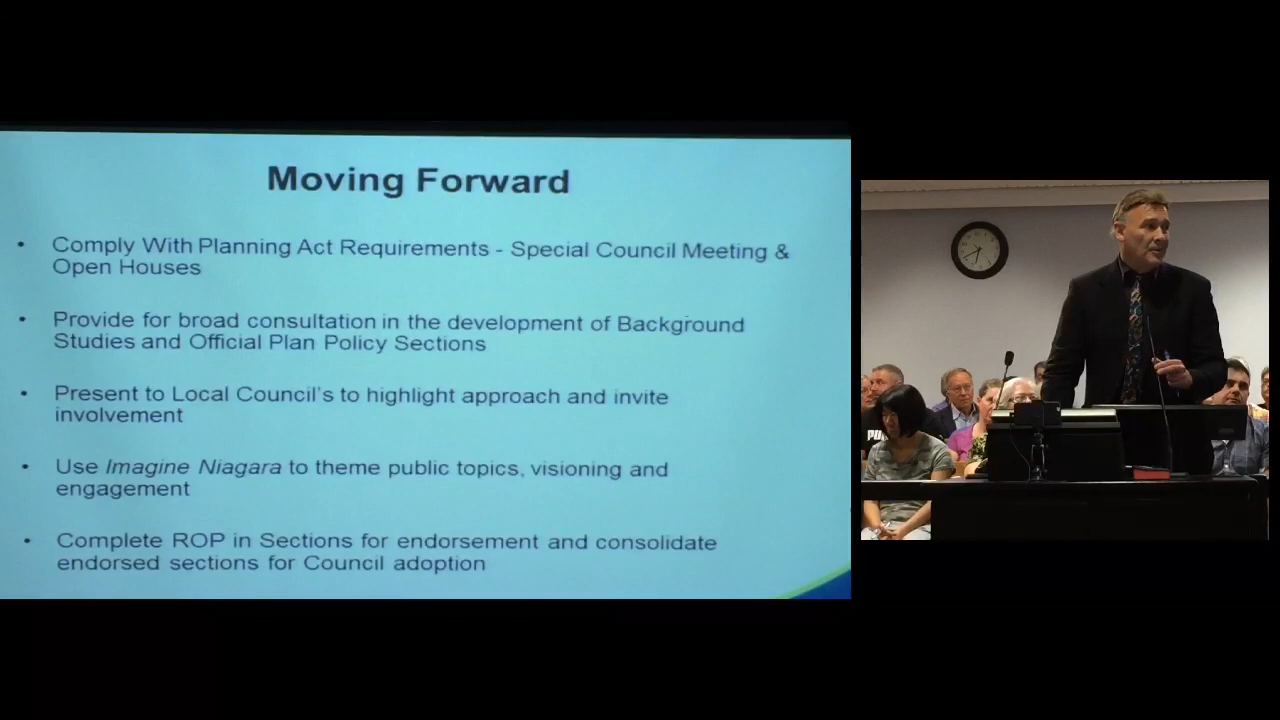 Moving Forward
• Comply With Planning Act Requirements - Special Council Meeting &
Open Houses
• Provide for broad consultation in the development of Background
Studies and Official Plan Policy Sections
• Present to Local Council's to highlight approach and invite
involvement
• Use Imagine Niagara to theme public topics, visioning and
engagement
• Complete ROP in Sections for endorsement and consolidate
endorsed sections for Council adoption